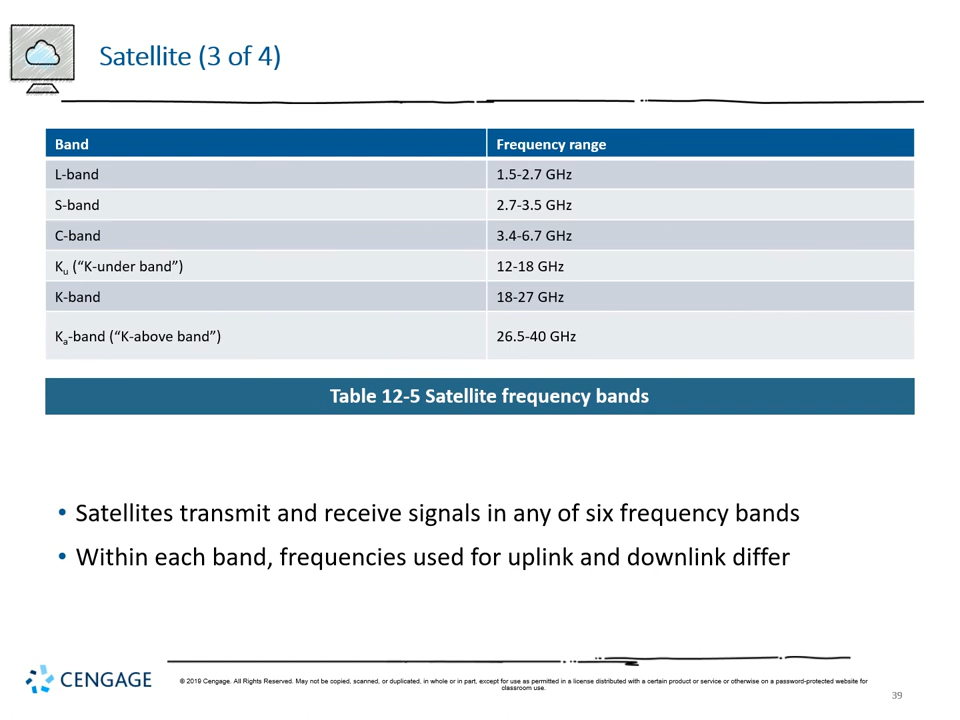 Satellite (3 of 4)
Band Frequency range
L-band 1.5-2.7 GHz
S-band 2.7-3.5 GHz
C-band 3.4-6.7 GHz
Ku (“K-under band”) 12-18 GHz
K-band 18-27 GHz
Ka-band (“K-above band”) 26.5-40 GHz
Table 12-5 Satellite frequency bands
• Satellites transmit and receive signals in any of six frequency bands
• Within each band, frequencies used for uplink and downlink differ
CENGAGE
© 2019 Cengage. All Rights Reserved. May not be copied, scanned, or duplicated, in whole or in part, except for use as permitted in a license distributed with a certain product or service or otherwise on a password-protected website for
classroom use.
39